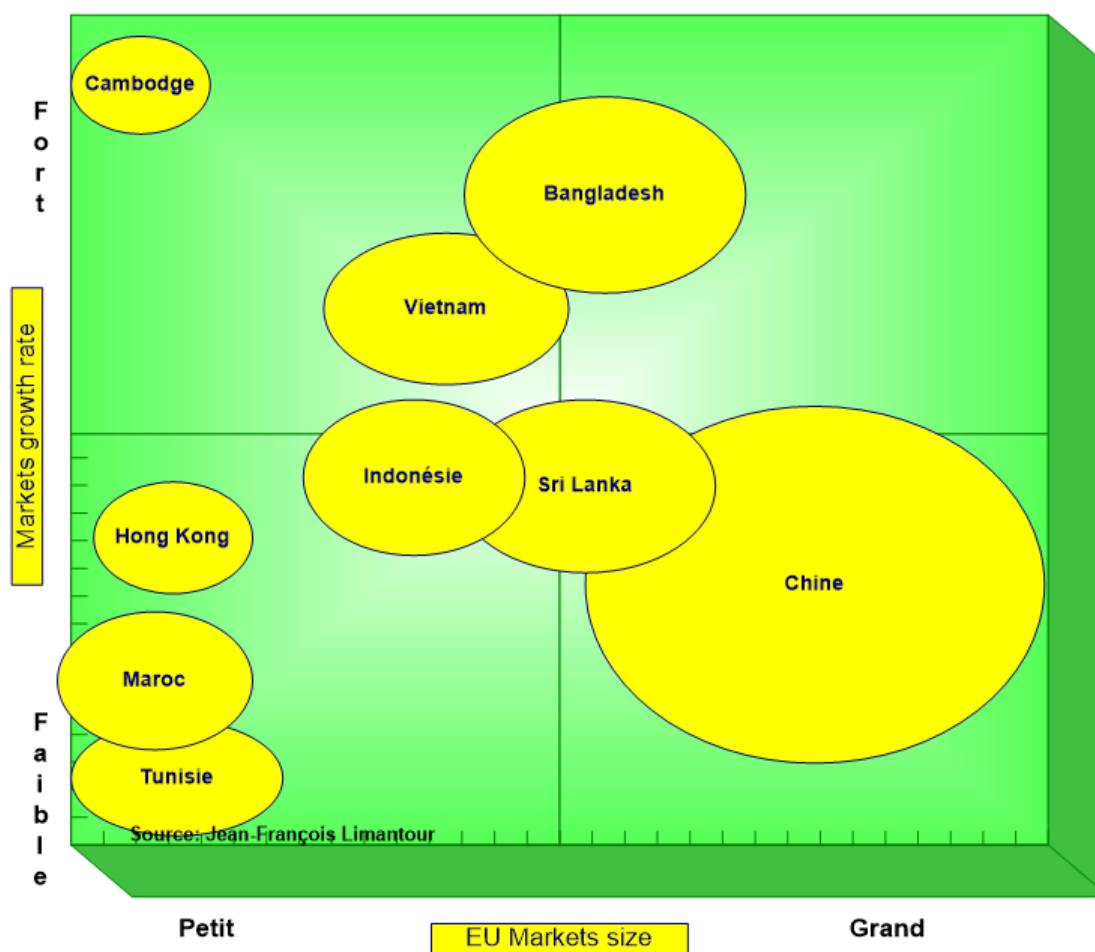 Cambodge
Fort
Bangladesh
Vietnam
Markets growth rate
Indonésie
Sri Lanka
Hong Kong
Chine
Maroc
Faible
Tunisie
Source: Jean-François Limantour
Petit
Grand
EU Markets size